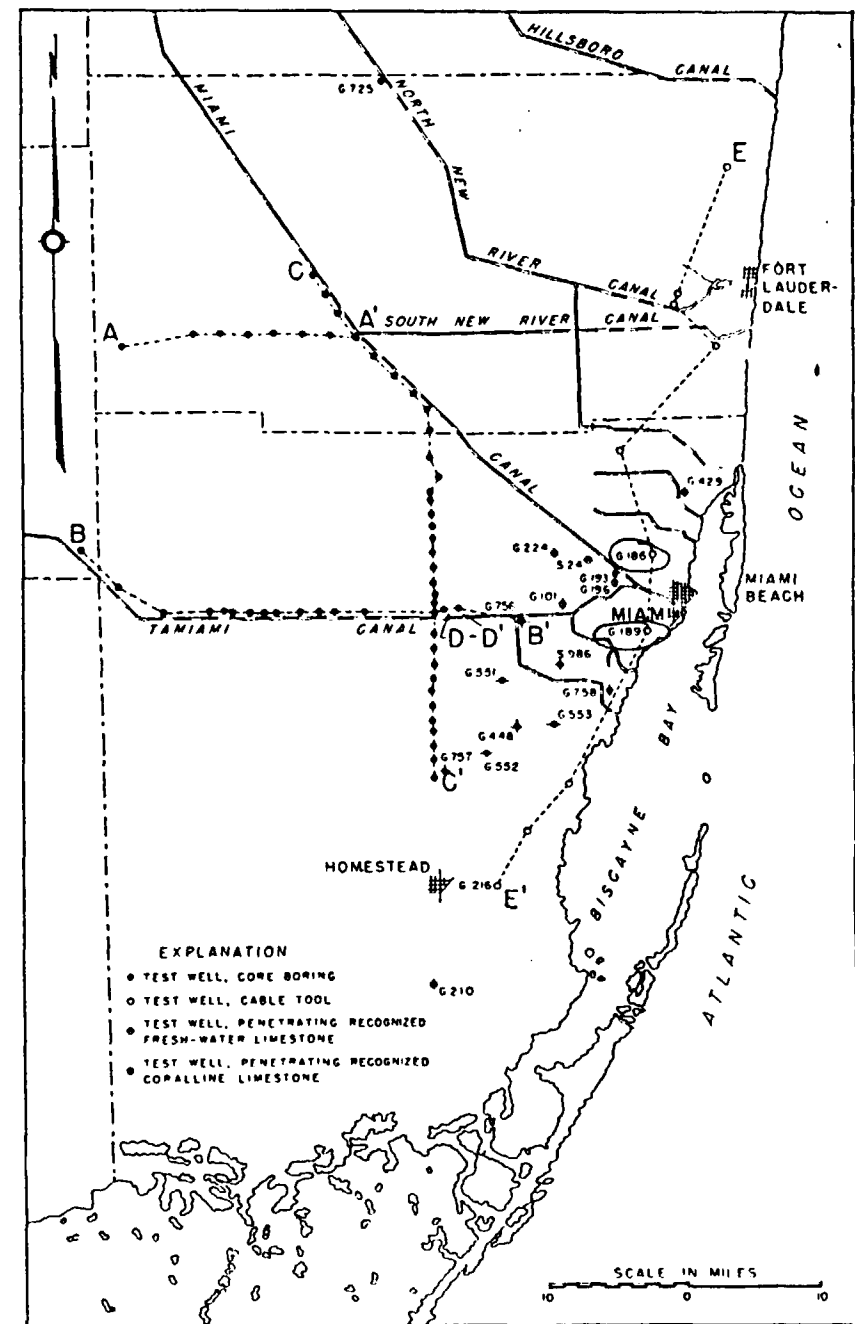 HILLSBORO
CANAL
MIAMI
G 725
NORTH
NEW
RIVER
CANAL
E
FORT
LAUDER-
DALE
C
A
A'
SOUTH NEW RIVER
CANAL
CANAL
OCEAN
G 429
B
G 224
S 24
G 186
G 193
G 196
MIAMI
BEACH
G 101
G 756
MIAMI
TAMIAMI
CANAL
D-D'
B'
G 189
S 986
G 551
G 758
G 553
G 448
G 757
G 552
C'
BISCAYNE BAY
HOMESTEAD
G 216
E'
ATLANTIC
G 210
EXPLANATION
TEST WELL, CORE BORING
TEST WELL, CABLE TOOL
TEST WELL, PENETRATING RECOGNIZED
FRESH-WATER LIMESTONE
TEST WELL, PENETRATING RECOGNIZED
CORALLINE LIMESTONE
SCALE IN MILES
10 0 10